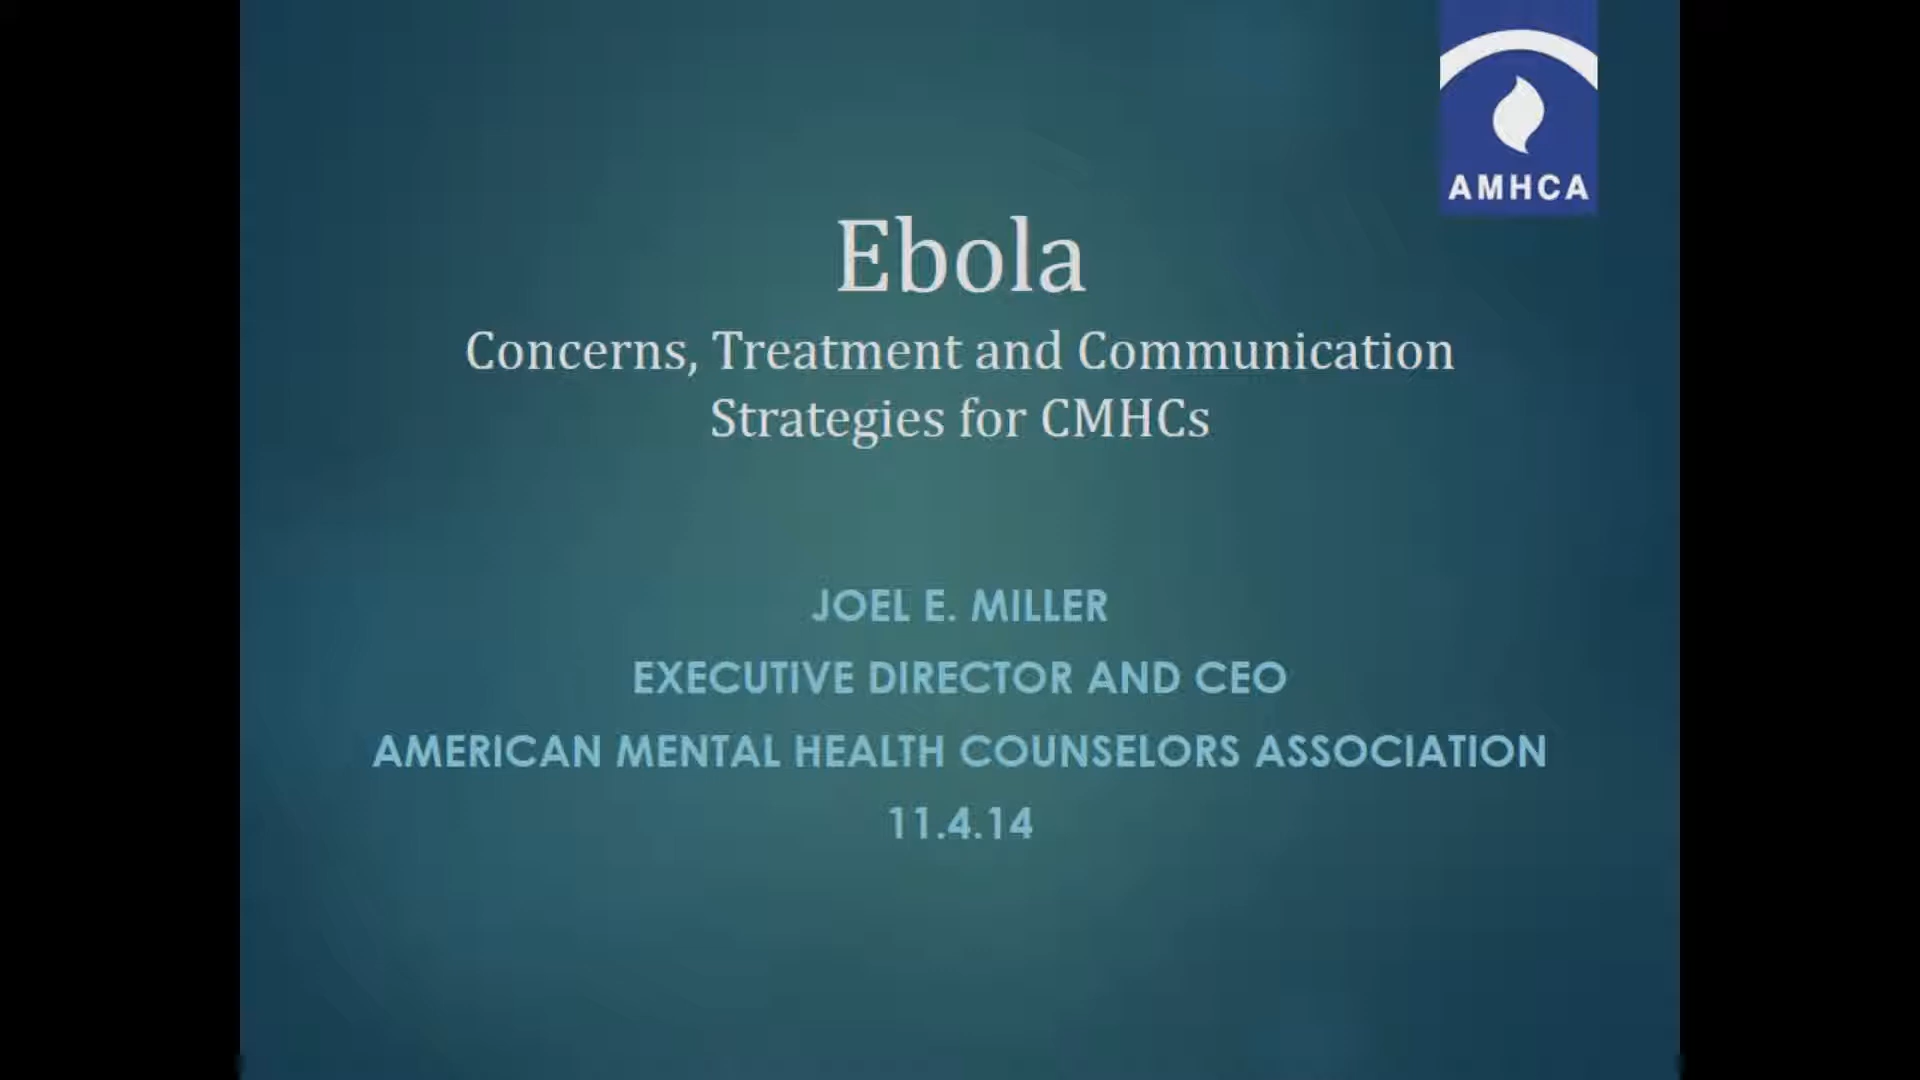 AMHCA
Ebola
Concerns, Treatment and Communication
Strategies for CMHCs
JOEL E. MILLER
EXECUTIVE DIRECTOR AND CEO
AMERICAN MENTAL HEALTH COUNSELORS ASSOCIATION
11.4.14